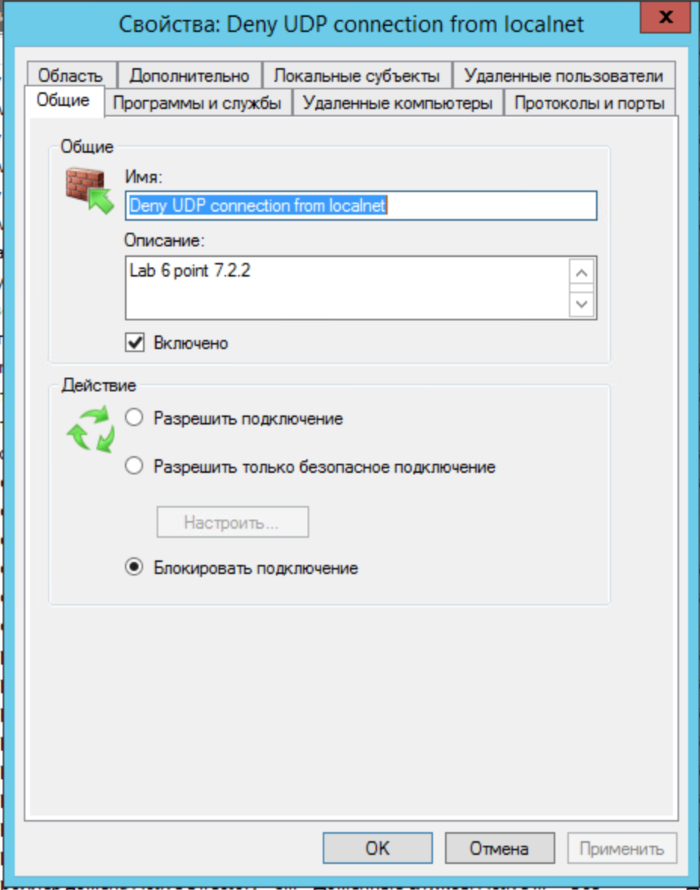 Свойства: Deny UDP connection from localnet
x
Область Дополнительно Локальные субъекты Удаленные пользователи
Общие Программы и службы Удаленные компьютеры Протоколы и порты
Общие
Имя:
Deny UDP connection from localnet
Описание:
Lab 6 point 7.2.2
Включено
Действие
Разрешить подключение
Разрешить только безопасное подключение
Настроить...
Блокировать подключение
OK Отмена Применить